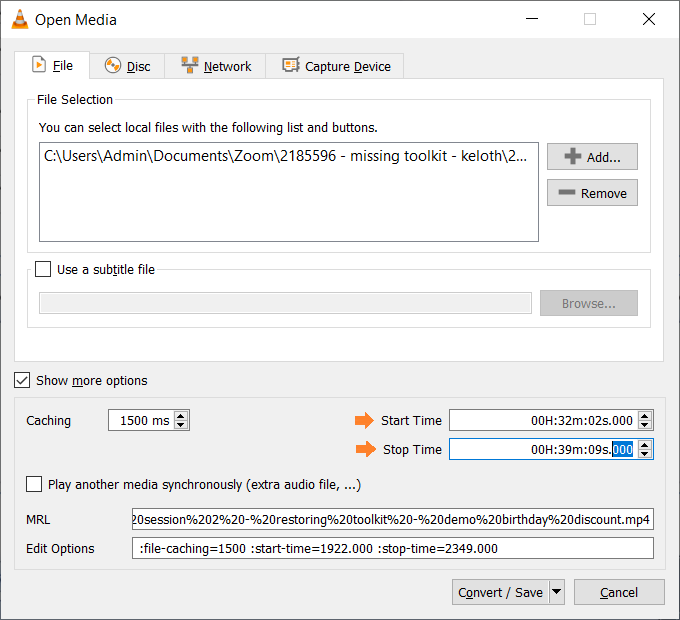 Open Media
File Disc Network Capture Device
File Selection
You can select local files with the following list and buttons.
C:\Users\Admin\Documents\Zoom\2185596 - missing toolkit - keloth\2...
Add...
Remove
Use a subtitle file
Browse...
Show more options
Caching 1500 ms Start Time 00H:32m:02s.000
Stop Time 00H:39m:09s.000
Play another media synchronously (extra audio file, ...)
MRL 20session%202%20-%20restoring%20toolkit%20-%20demo%20birthday%20discount.mp4
Edit Options :file-caching=1500 :start-time=1922.000 :stop-time=2349.000
Convert / Save Cancel